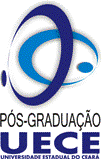 PÓS-GRADUAÇÃO
UECE
UNIVERSIDADE ESTADUAL DO CEARÁ